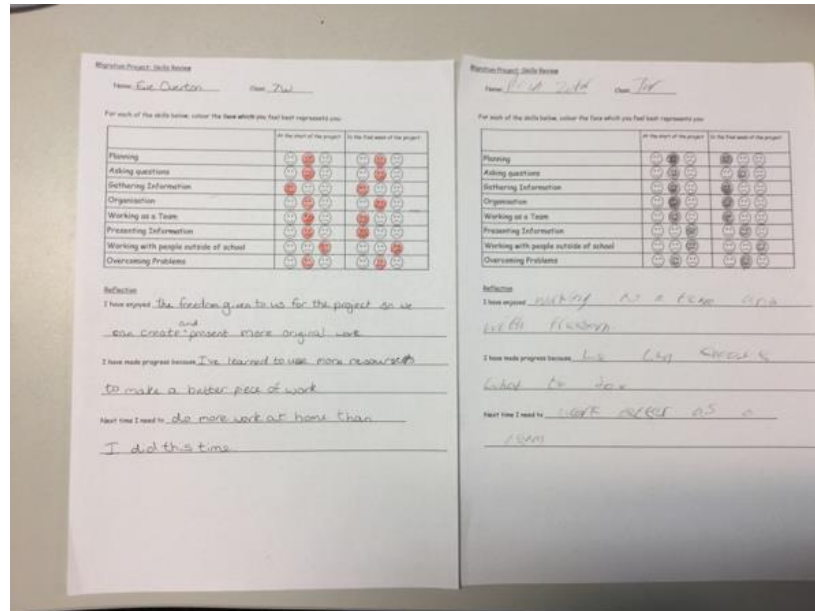 Migration Project: Skills Review
Name: Eve Overton Class: 7W
For each of the skills below, colour the face which you feel best represents you:
At the start of the project In the final week of the project
Planning
Asking questions
Gathering Information
Organisation
Working as a Team
Presenting Information
Working with people outside of school
Overcoming Problems
Reflection
I have enjoyed the freedom given to us for the project so we
can create and present more original work
I have made progress because I've learned to use more resources
to make a better piece of work
Next time I need to do more work at home than
I did this time.
Migration Project: Skills Review
Name: Class:
For each of the skills below, colour the face which you feel best represents you:
At the start of the project In the final week of the project
Planning
Asking questions
Gathering Information
Organisation
Working as a Team
Presenting Information
Working with people outside of school
Overcoming Problems
Reflection
I have enjoyed working as a team and
with freedom.
I have made progress because can choose
what to do.
Next time I need to work better as a
team